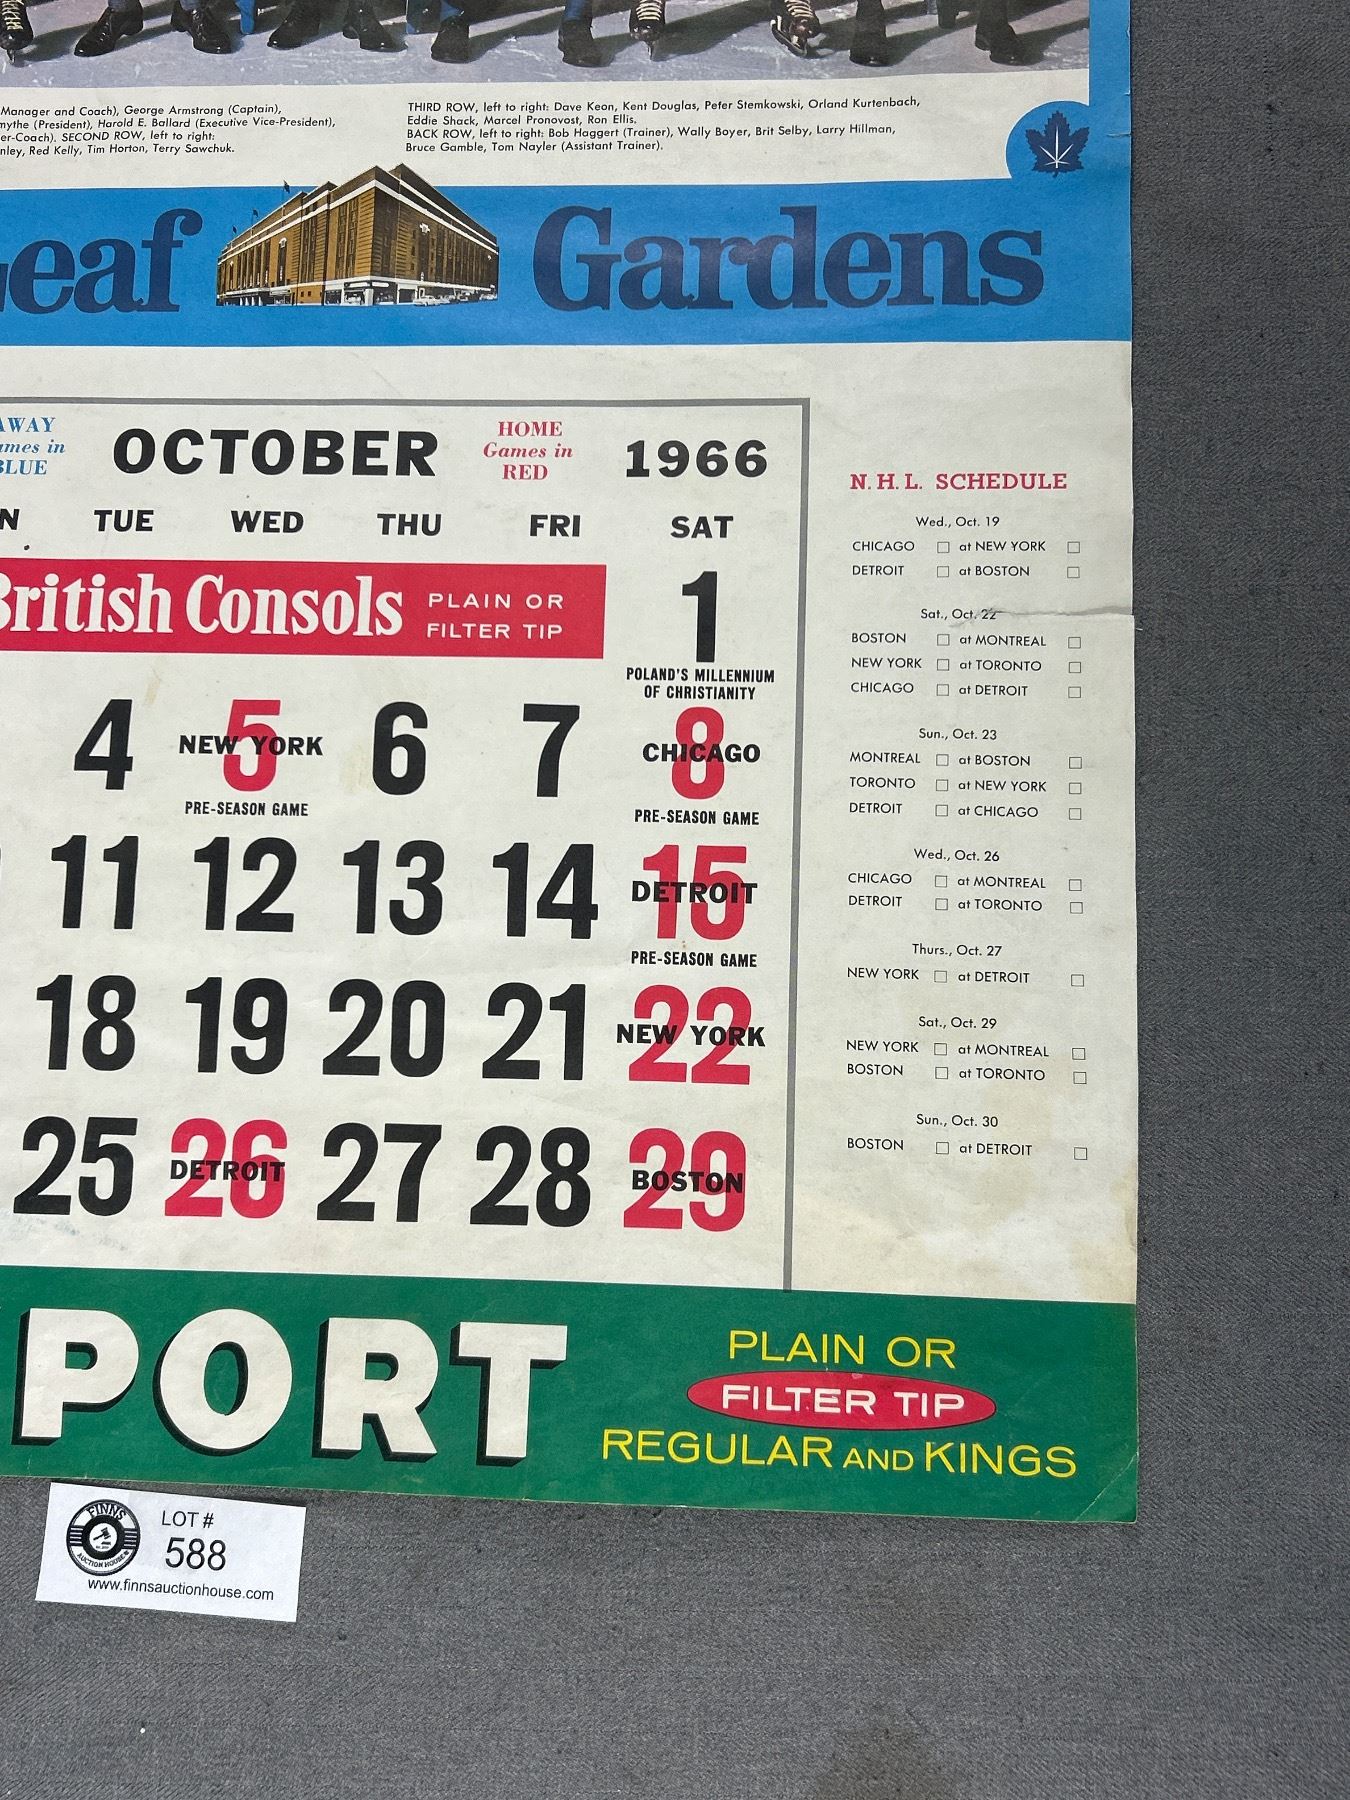 Manager and Coach), George Armstrong (Captain),
(President), Harold E. Ballard (Executive Vice-President),
er-Coach). SECOND ROW, left to right:
Red Kelly, Tim Horton, Terry Sawchuk.
THIRD ROW, left to right: Dave Keon, Kent Douglas, Peter Stemkowski, Orland Kurtenbach,
Eddie Shack, Marcel Pronovost, Ron Ellis.
BACK ROW, left to right: Bob Haggert (Trainer), Wally Boyer, Brit Selby, Larry Hillman,
Bruce Gamble, Tom Nayler (Assistant Trainer).
eaf Gardens
AWAY
mes in
BLUE
OCTOBER
HOME
Games in
RED
1966
N TUE WED THU FRI SAT
British Consols
PLAIN OR
FILTER TIP
1
POLAND'S MILLENNIUM
OF CHRISTIANITY
4 5 6 7 8
NEW YORK CHICAGO
PRE-SEASON GAME PRE-SEASON GAME
11 12 13 14 15
DETROIT
PRE-SEASON GAME
18 19 20 21 22
NEW YORK
25 26 27 28 29
DETROIT BOSTON
N. H. L. SCHEDULE
Wed., Oct. 19
CHICAGO at NEW YORK
DETROIT at BOSTON
Sat., Oct. 22
BOSTON at MONTREAL
NEW YORK at TORONTO
CHICAGO at DETROIT
Sun., Oct. 23
MONTREAL at BOSTON
TORONTO at NEW YORK
DETROIT at CHICAGO
Wed., Oct. 26
CHICAGO at MONTREAL
DETROIT at TORONTO
Thurs., Oct. 27
NEW YORK at DETROIT
Sat., Oct. 29
NEW YORK at MONTREAL
BOSTON at TORONTO
Sun., Oct. 30
BOSTON at DETROIT
PORT
PLAIN OR
FILTER TIP
REGULAR AND KINGS
FINNS
AUCTION HOUSE
LOT #
588
www.finnsauctionhouse.com